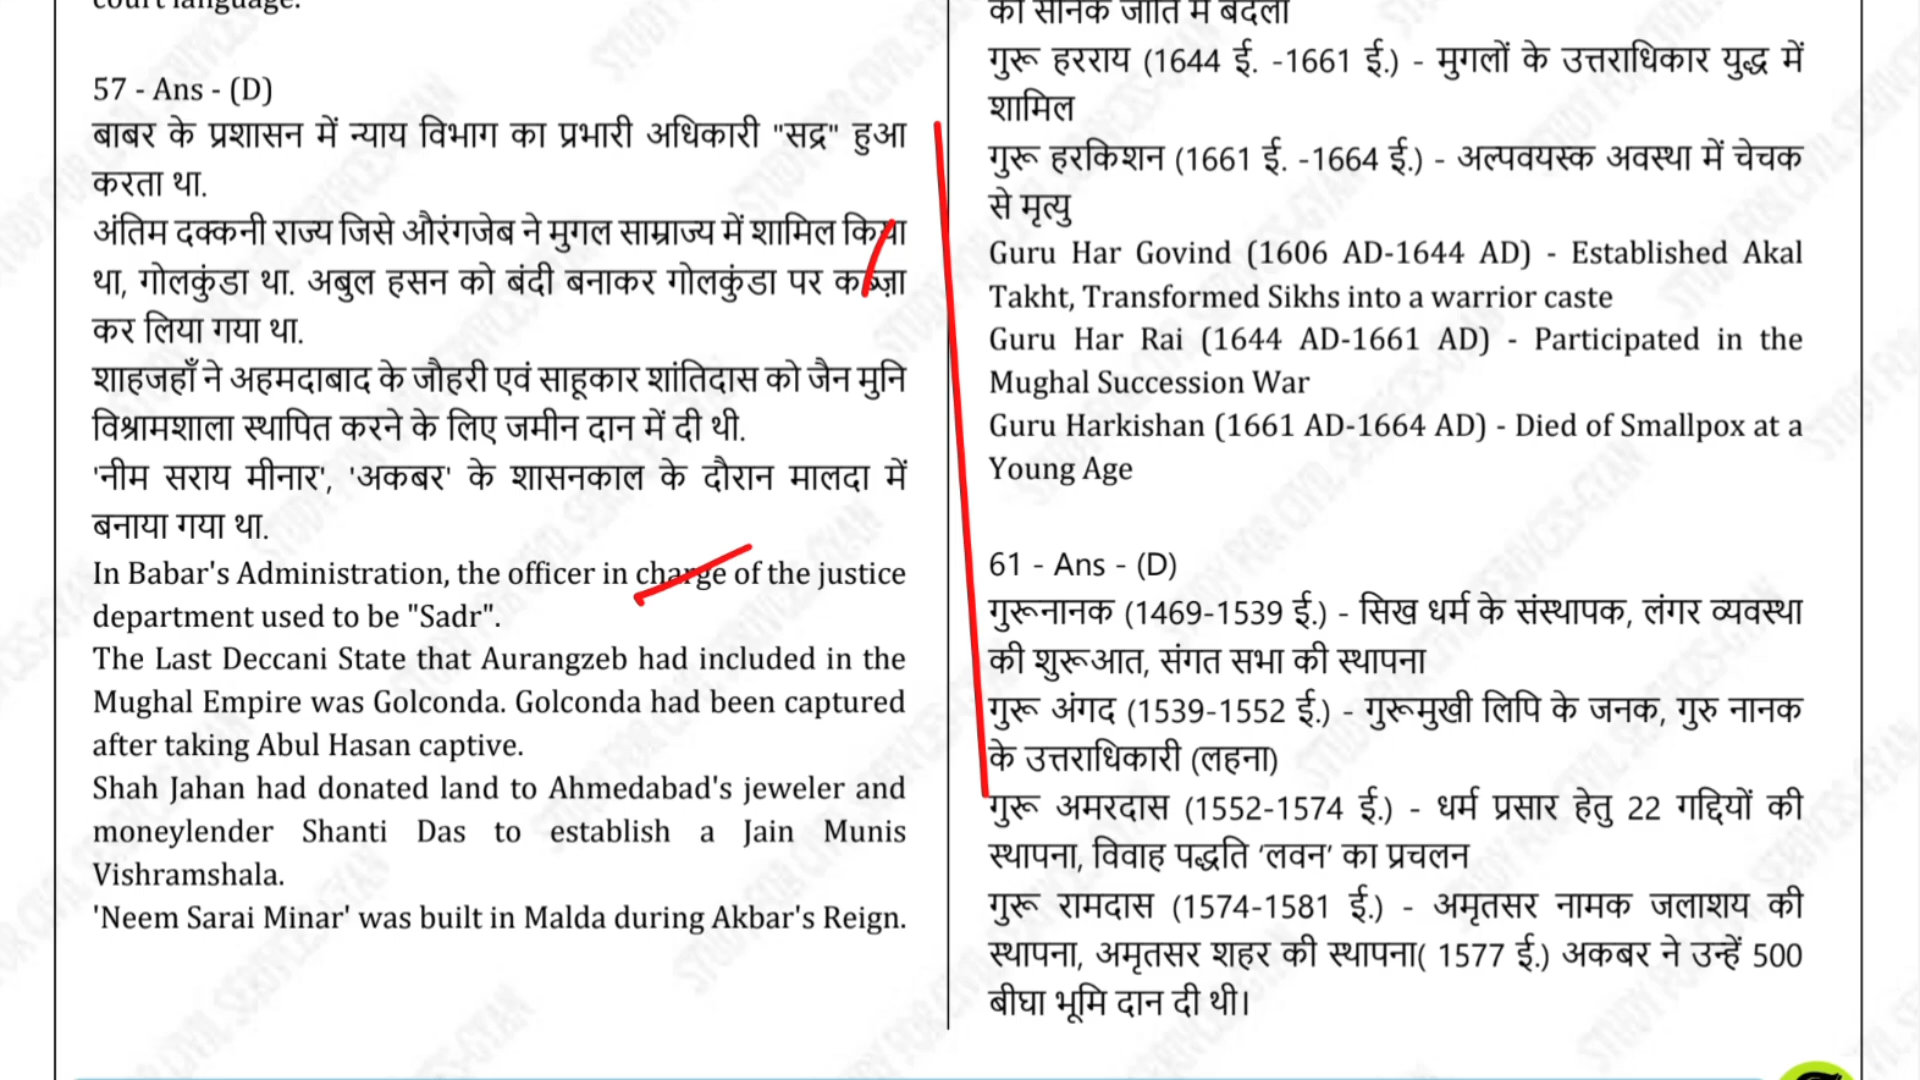 court language.
57 - Ans - (D)
बाबर के प्रशासन में न्याय विभाग का प्रभारी अधिकारी "सद्र" हुआ
करता था.
अंतिम दक्कनी राज्य जिसे औरंगजेब ने मुगल साम्राज्य में शामिल किया
था, गोलकुंडा था. अबुल हसन को बंदी बनाकर गोलकुंडा पर कब्ज़ा
कर लिया गया था.
शाहजहाँ ने अहमदाबाद के जौहरी एवं साहूकार शांतिदास को जैन मुनि
विश्रामशाला स्थापित करने के लिए जमीन दान में दी थी.
'नीम सराय मीनार', 'अकबर' के शासनकाल के दौरान मालदा में
बनाया गया था.
In Babar's Administration, the officer in charge of the justice
department used to be "Sadr".
The Last Deccani State that Aurangzeb had included in the
Mughal Empire was Golconda. Golconda had been captured
after taking Abul Hasan captive.
Shah Jahan had donated land to Ahmedabad's jeweler and
moneylender Shanti Das to establish a Jain Munis
Vishramshala.
'Neem Sarai Minar' was built in Malda during Akbar's Reign.
को सैनिक जाति में बदला
गुरू हरराय (1644 ई. -1661 ई.) - मुगलों के उत्तराधिकार युद्ध में
शामिल
गुरू हरकिशन (1661 ई. -1664 ई.) - अल्पवयस्क अवस्था में चेचक
से मृत्यु
Guru Har Govind (1606 AD-1644 AD) - Established Akal
Takht, Transformed Sikhs into a warrior caste
Guru Har Rai (1644 AD-1661 AD) - Participated in the
Mughal Succession War
Guru Harkishan (1661 AD-1664 AD) - Died of Smallpox at a
Young Age
61 - Ans - (D)
गुरूनानक (1469-1539 ई.) - सिख धर्म के संस्थापक, लंगर व्यवस्था
की शुरूआत, संगत सभा की स्थापना
गुरू अंगद (1539-1552 ई.) - गुरूमुखी लिपि के जनक, गुरु नानक
के उत्तराधिकारी (लहना)
गुरू अमरदास (1552-1574 ई.) - धर्म प्रसार हेतु 22 गद्दियों की
स्थापना, विवाह पद्धति ‘लवन’ का प्रचलन
गुरू रामदास (1574-1581 ई.) - अमृतसर नामक जलाशय की
स्थापना, अमृतसर शहर की स्थापना( 1577 ई.) अकबर ने उन्हें 500
बीघा भूमि दान दी थी।